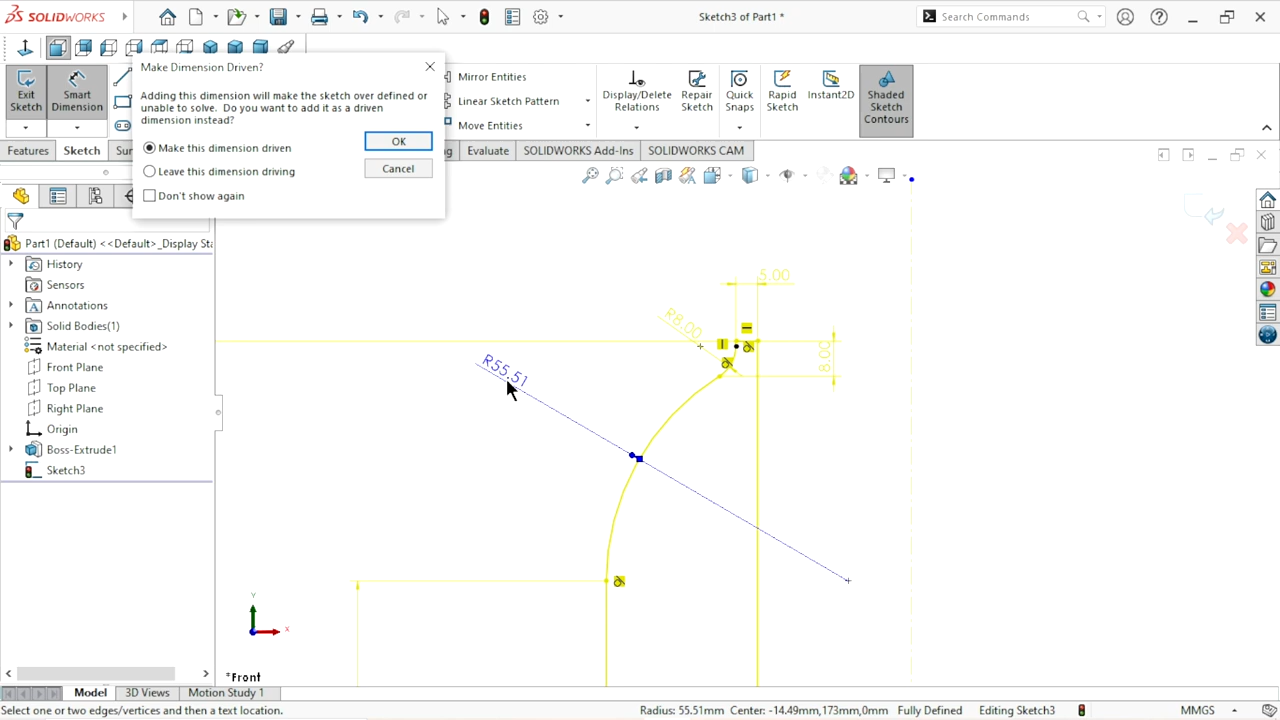 SOLIDWORKS
Sketch3 of Part1 *
Search Commands
Make Dimension Driven?
Adding this dimension will make the sketch over defined or
unable to solve. Do you want to add it as a driven
dimension instead?
Make this dimension driven
OK
Leave this dimension driving
Cancel
Don't show again
Exit
Sketch
Smart
Dimension
Mirror Entities
Linear Sketch Pattern
Move Entities
Display/Delete
Relations
Repair
Sketch
Quick
Snaps
Rapid
Sketch
Instant2D
Shaded
Sketch
Contours
Features
Sketch
Evaluate
SOLIDWORKS Add-Ins
SOLIDWORKS CAM
Part1 (Default) <<Default>_Display Sta
History
Sensors
Annotations
Solid Bodies(1)
Material <not specified>
Front Plane
Top Plane
Right Plane
Origin
Boss-Extrude1
Sketch3
5.00
R8.00
8.00
R55.51
Y
X
*Front
Model
3D Views
Motion Study 1
Select one or two edges/vertices and then a text location.
Radius: 55.51mm Center: -14.49mm,173mm,0mm
Fully Defined
Editing Sketch3
MMGS